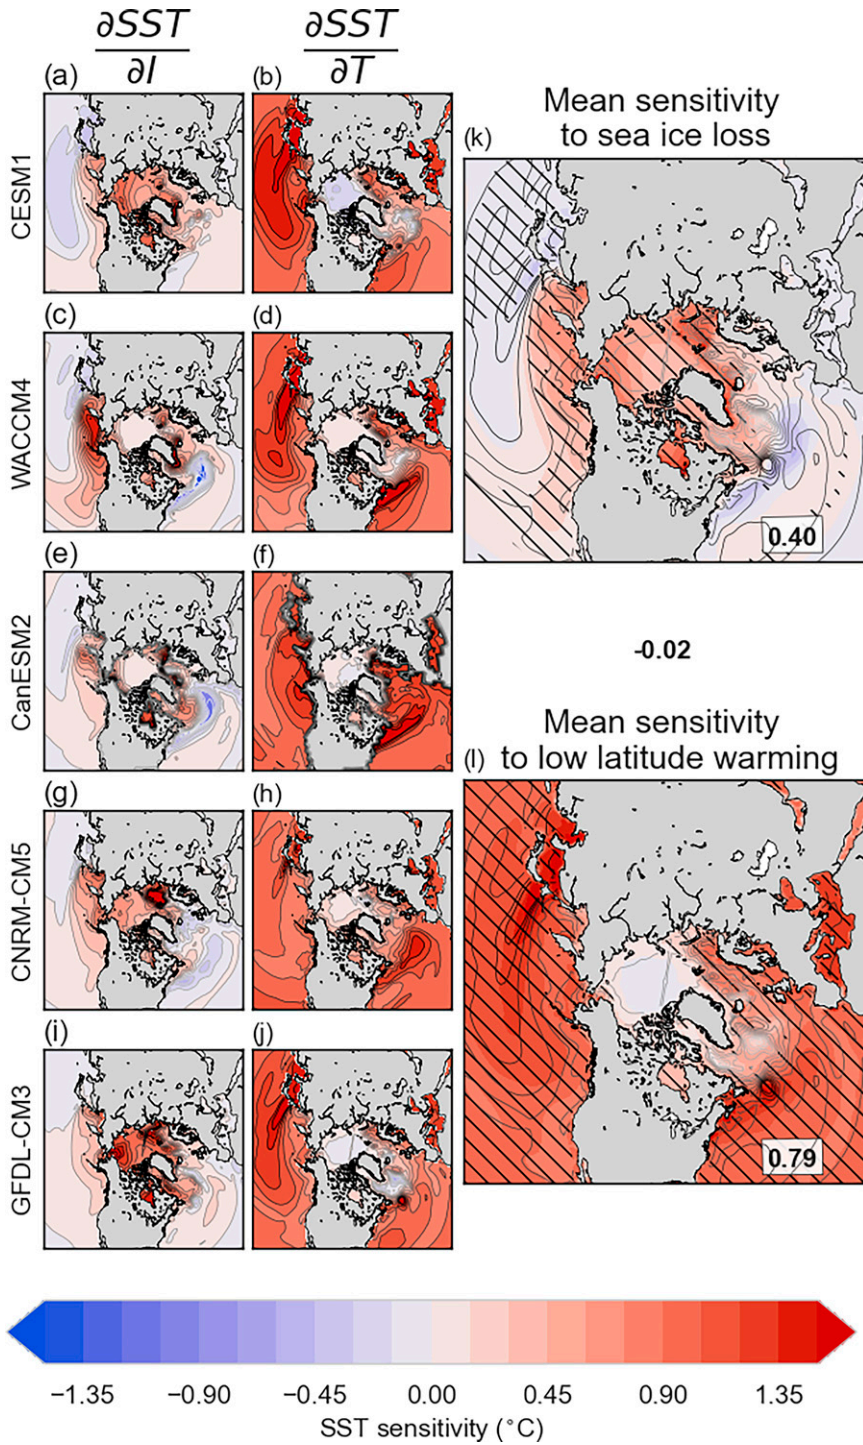 ∂SST
∂I
∂SST
∂T
(a)
(b)
CESM1
(c)
(d)
WACCM4
(e)
(f)
CanESM2
(g)
(h)
CNRM-CM5
(i)
(j)
GFDL-CM3
Mean sensitivity
(k) to sea ice loss
0.40
-0.02
Mean sensitivity
(l) to low latitude warming
0.79
−1.35 −0.90 −0.45 0.00 0.45 0.90 1.35
SST sensitivity (°C)